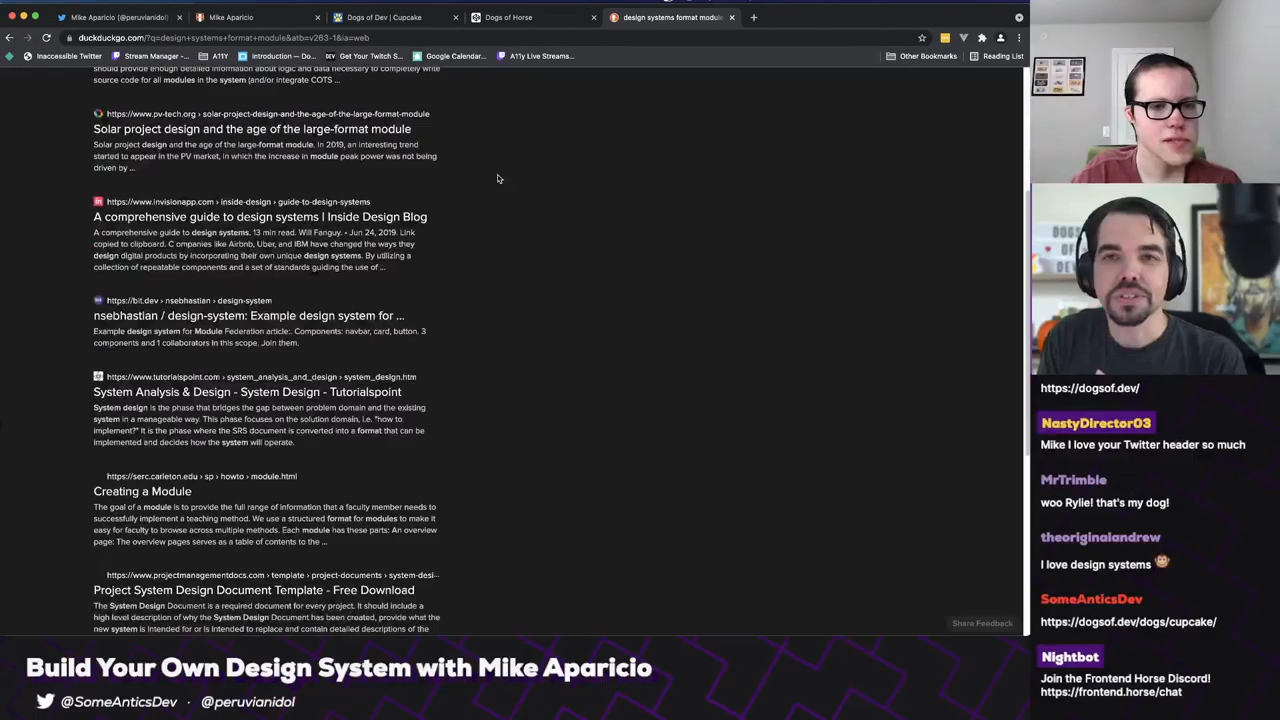 Mike Aparicio (@peruvianidol)
Mike Aparicio
Dogs of Dev | Cupcake
Dogs of Horse
design systems format module
duckduckgo.com/?q=design+systems+format+module&atb=v263-1&ia=web
Inaccessible Twitter
Stream Manager -...
A11Y
introduction — Do...
DEV Get Your Twitch S...
Google Calendar...
A11y Live Streams...
Other Bookmarks
Reading List
should provide enough detailed information about logic and data necessary to completely write
source code for all modules in the system (and/or integrate COTS ...
https://www.pv-tech.org › solar-project-design-and-the-age-of-the-large-format-module
Solar project design and the age of the large-format module
Solar project design and the age of the large-format module. In 2019, an interesting trend
started to appear in the PV market, in which the increase in module peak power was not being
driven by ...
https://www.invisionapp.com › inside-design › guide-to-design-systems
A comprehensive guide to design systems | Inside Design Blog
A comprehensive guide to design systems. 13 min read. Will Fanguy. • Jun 24, 2019. Link
copied to clipboard. C ompanies like Airbnb, Uber, and IBM have changed the ways they
design digital products by incorporating their own unique design systems. By utilizing a
collection of repeatable components and a set of standards guiding the use of ...
https://bit.dev › nsebhastian › design-system
nsebhastian / design-system: Example design system for ...
Example design system for Module Federation article:. Components: navbar, card, button. 3
components and 1 collaborators in this scope. Join them.
https://www.tutorialspoint.com › system_analysis_and_design › system_design.htm
System Analysis & Design - System Design - Tutorialspoint
System design is the phase that bridges the gap between problem domain and the existing
system in a manageable way. This phase focuses on the solution domain, i.e. "how to
implement?" It is the phase where the SRS document is converted into a format that can be
implemented and decides how the system will operate.
https://serc.carleton.edu › sp › howto › module.html
Creating a Module
The goal of a module is to provide the full range of information that a faculty member needs to
successfully implement a teaching method. We use a structured format for modules to make it
easy for faculty to browse across multiple methods. Each module has these parts: An overview
page: The overview pages serves as a table of contents to the ...
https://www.projectmanagementdocs.com › template › project-documents › system-desi...
Project System Design Document Template - Free Download
The System Design Document is a required document for every project. It should include a
high level description of why the System Design Document has been created, provide what the
new system is intended for or is intended to replace and contain detailed descriptions of the
Share Feedback
DOGS
OF
DEV
https://dogsof.dev/
NastyDirector03
Mike I love your Twitter header so much
MrTrimble
woo Rylie! that's my dog!
theoriginalandrew
I love design systems
SomeAnticsDev
https://dogsof.dev/dogs/cupcake/
Nightbot
Join the Frontend Horse Discord!
https://frontend.horse/chat
Build Your Own Design System with Mike Aparicio
@SomeAnticsDev · @peruvianidol